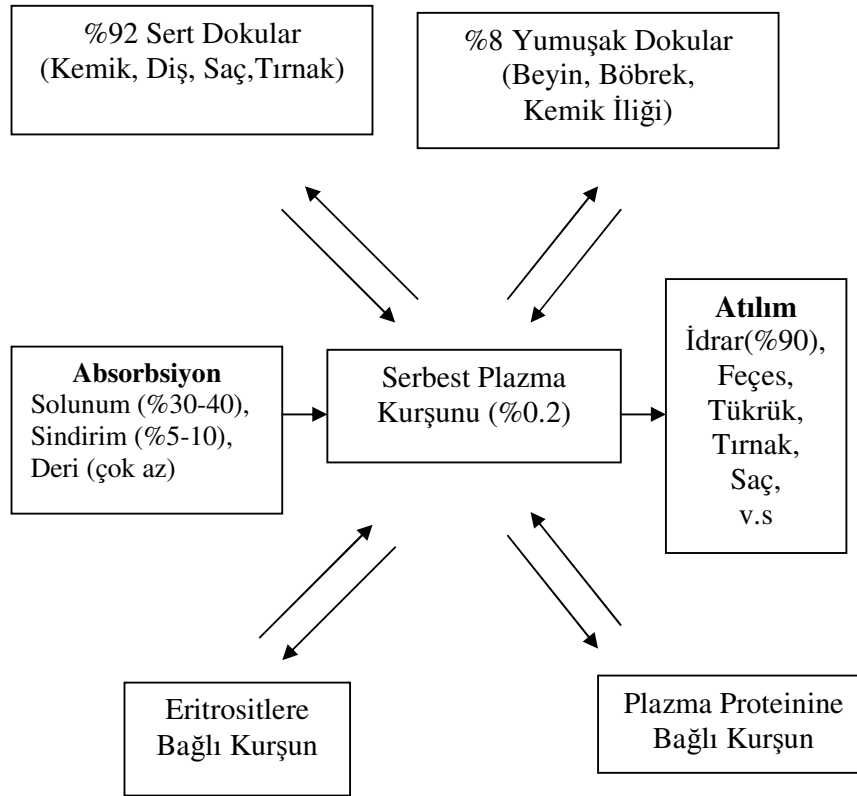 %92 Sert Dokular
(Kemik, Diş, Saç,Tırnak)
%8 Yumuşak Dokular
(Beyin, Böbrek,
Kemik İliği)
Absorbsiyon
Solunum (%30-40),
Sindirim (%5-10),
Deri (çok az)
Serbest Plazma
Kurşunu (%0.2)
Atılım
İdrar(%90),
Feçes,
Tükrük,
Tırnak,
Saç,
v.s
Eritrositlere
Bağlı Kurşun
Plazma Proteinine
Bağlı Kurşun